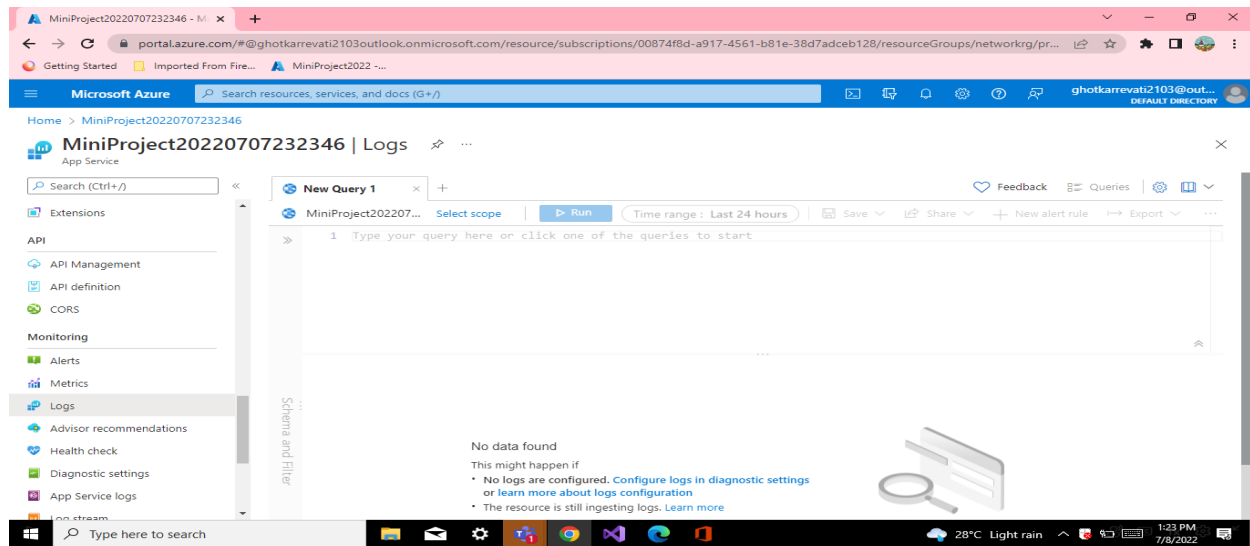 MiniProject20220707232346 - M
portal.azure.com/#@ghotkarrevati2103outlook.onmicrosoft.com/resource/subscriptions/00874f8d-a917-4561-b81e-38d7adceb128/resourceGroups/networkrg/pr...
Getting Started
Imported From Fire...
MiniProject2022 -...
Microsoft Azure
Search resources, services, and docs (G+/)
ghotkarrevati2103@out...
DEFAULT DIRECTORY
Home > MiniProject20220707232346
MiniProject20220707232346 | Logs
App Service
Search (Ctrl+/)
Extensions
API
API Management
API definition
CORS
Monitoring
Alerts
Metrics
Logs
Advisor recommendations
Health check
Diagnostic settings
App Service logs
Log stream
New Query 1
Feedback
Queries
MiniProject202207...
Select scope
Run
Time range : Last 24 hours
Save
Share
New alert rule
Export
1 Type your query here or click one of the queries to start
Schema and Filter
No data found
This might happen if
• No logs are configured. Configure logs in diagnostic settings
or learn more about logs configuration
• The resource is still ingesting logs. Learn more
Type here to search
28°C Light rain
1:23 PM
7/8/2022